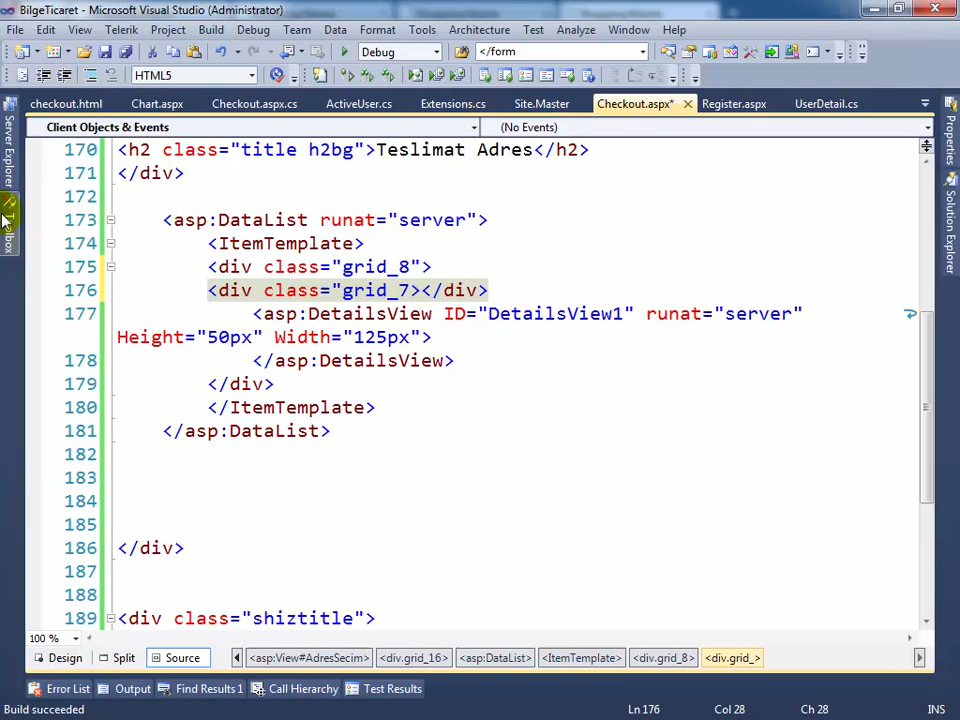 BilgeTicaret - Microsoft Visual Studio (Administrator)
File Edit View Telerik Project Build Debug Team Data Format Tools Architecture Test Analyze Window Help
Debug </form
HTML5
checkout.html Chart.aspx Checkout.aspx.cs ActiveUser.cs Extensions.cs Site.Master Checkout.aspx* Register.aspx UserDetail.cs
Client Objects & Events (No Events)
170 <h2 class="title h2bg">Teslimat Adres</h2>
171 </div>
172
173 <asp:DataList runat="server">
174 <ItemTemplate>
175 <div class="grid_8">
176 <div class="grid_7></div>
177 <asp:DetailsView ID="DetailsView1" runat="server"
Height="50px" Width="125px">
178 </asp:DetailsView>
179 </div>
180 </ItemTemplate>
181 </asp:DataList>
182
183
184
185
186 </div>
187
188
189 <div class="shiztitle">
100 %
Design Split Source <asp:View#AdresSecim> <div.grid_16> <asp:DataList> <ItemTemplate> <div.grid_8> <div.grid_>
Error List Output Find Results 1 Call Hierarchy Test Results
Build succeeded Ln 176 Col 28 Ch 28 INS
Server Explorer
Toolbox
Properties
Solution Explorer